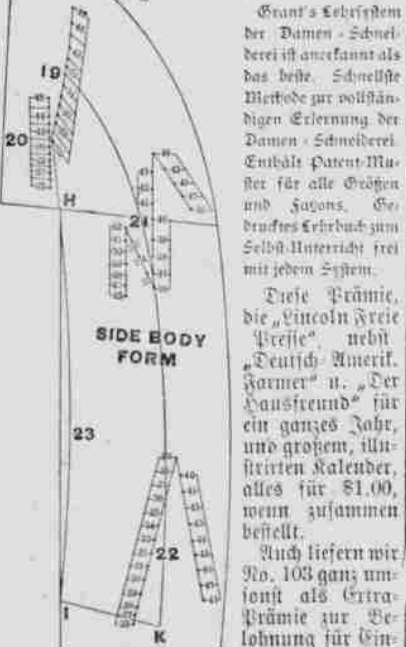 19
20
H
21
SIDE BODY
FORM
23
22
I
K
Grant's Lehrsystem
der Damen-Schnei-
derei ist anerkannt als
das beste. Schnellste
Methode zur vollstän-
digen Erlernung der
Damen-Schneiderei.
Enthält Patent-Mu-
ster für alle Größen
und Façons. Ge-
drucktes Lehrbuch zum
Selbst-Unterricht frei
mit jedem System.
Diese Prämie,
die „Lincoln Freie
Presse“, nebst
„Deutsch-Amerik.
Farmer“ u. „Der
Hausfreund“ für
ein ganzes Jahr,
und großem, illu-
strirten Kalender,
alles für $1.00,
wenn zusammen
bestellt.
Auch liefern wir
No. 103 ganz um-
sonst als Extra-
Prämie zur Be-
lohnung für Ein-